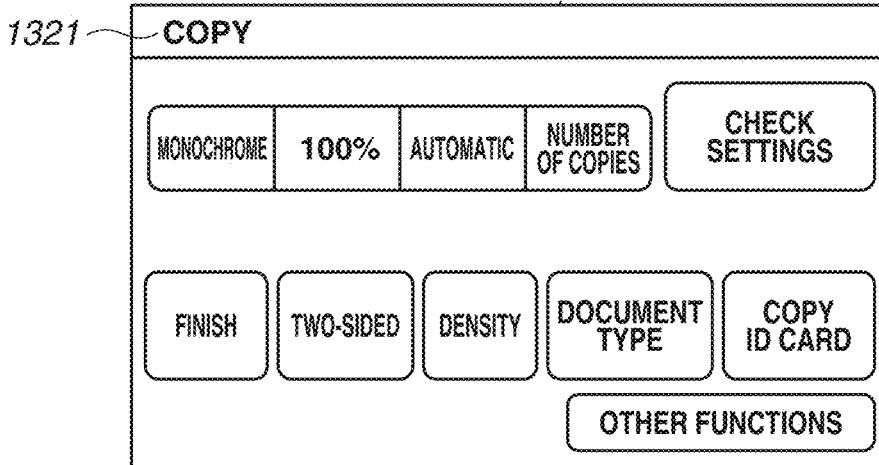 1321 COPY
MONOCHROME 100% AUTOMATIC NUMBER OF COPIES CHECK SETTINGS
FINISH TWO-SIDED DENSITY DOCUMENT TYPE COPY ID CARD
OTHER FUNCTIONS